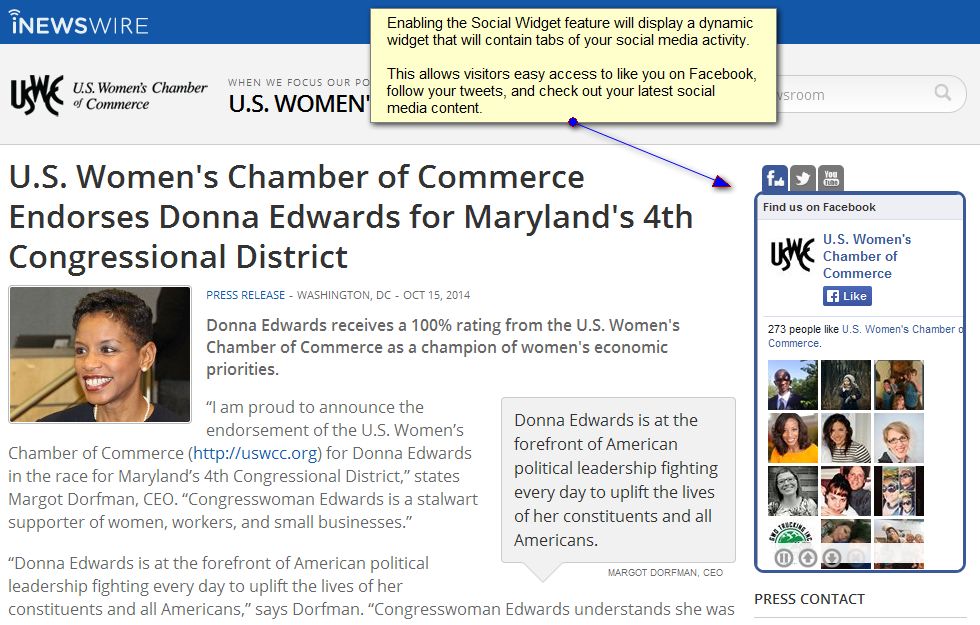 iNEWSWIRE
Enabling the Social Widget feature will display a dynamic
widget that will contain tabs of your social media activity.
This allows visitors easy access to like you on Facebook,
follow your tweets, and check out your latest social
media content.
USWCC
U.S. Women's Chamber
of Commerce
WHEN WE FOCUS OUR PO
U.S. WOMEN'
wsroom
U.S. Women's Chamber of Commerce
Endorses Donna Edwards for Maryland's 4th
Congressional District
PRESS RELEASE - WASHINGTON, DC - OCT 15, 2014
Donna Edwards receives a 100% rating from the U.S. Women's
Chamber of Commerce as a champion of women's economic
priorities.
“I am proud to announce the
endorsement of the U.S. Women’s
Chamber of Commerce (http://uswcc.org) for Donna Edwards
in the race for Maryland’s 4th Congressional District,” states
Margot Dorfman, CEO. “Congresswoman Edwards is a stalwart
supporter of women, workers, and small businesses.”
Donna Edwards is at the
forefront of American
political leadership fighting
every day to uplift the lives
of her constituents and all
Americans.
MARGOT DORFMAN, CEO
“Donna Edwards is at the forefront of American political
leadership fighting every day to uplift the lives of her
constituents and all Americans,” says Dorfman. “Congresswoman Edwards understands she was
You
Tube
Find us on Facebook
USWCC
U.S. Women's
Chamber of
Commerce
Like
273 people like U.S. Women's Chamber o
Commerce.
GWS TRUCKING INC
PRESS CONTACT